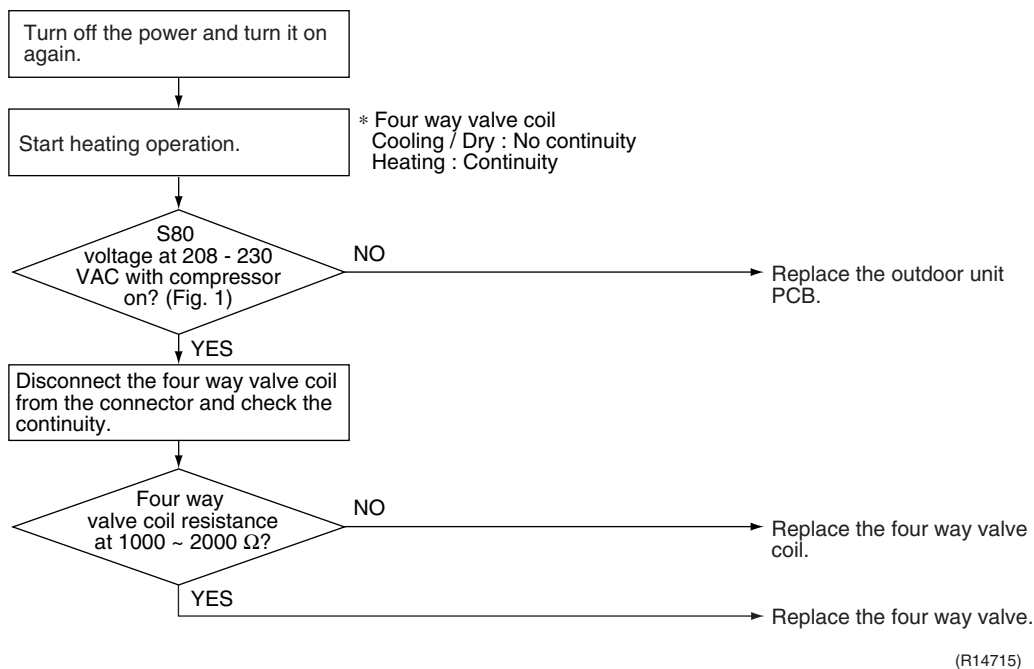 Turn off the power and turn it on
again.
Start heating operation.
* Four way valve coil
Cooling / Dry : No continuity
Heating : Continuity
S80
voltage at 208 - 230
VAC with compressor
on? (Fig. 1)
NO
Replace the outdoor unit
PCB.
YES
Disconnect the four way valve coil
from the connector and check the
continuity.
Four way
valve coil resistance
at 1000 ~ 2000 Ω?
NO
Replace the four way valve
coil.
YES
Replace the four way valve.
(R14715)